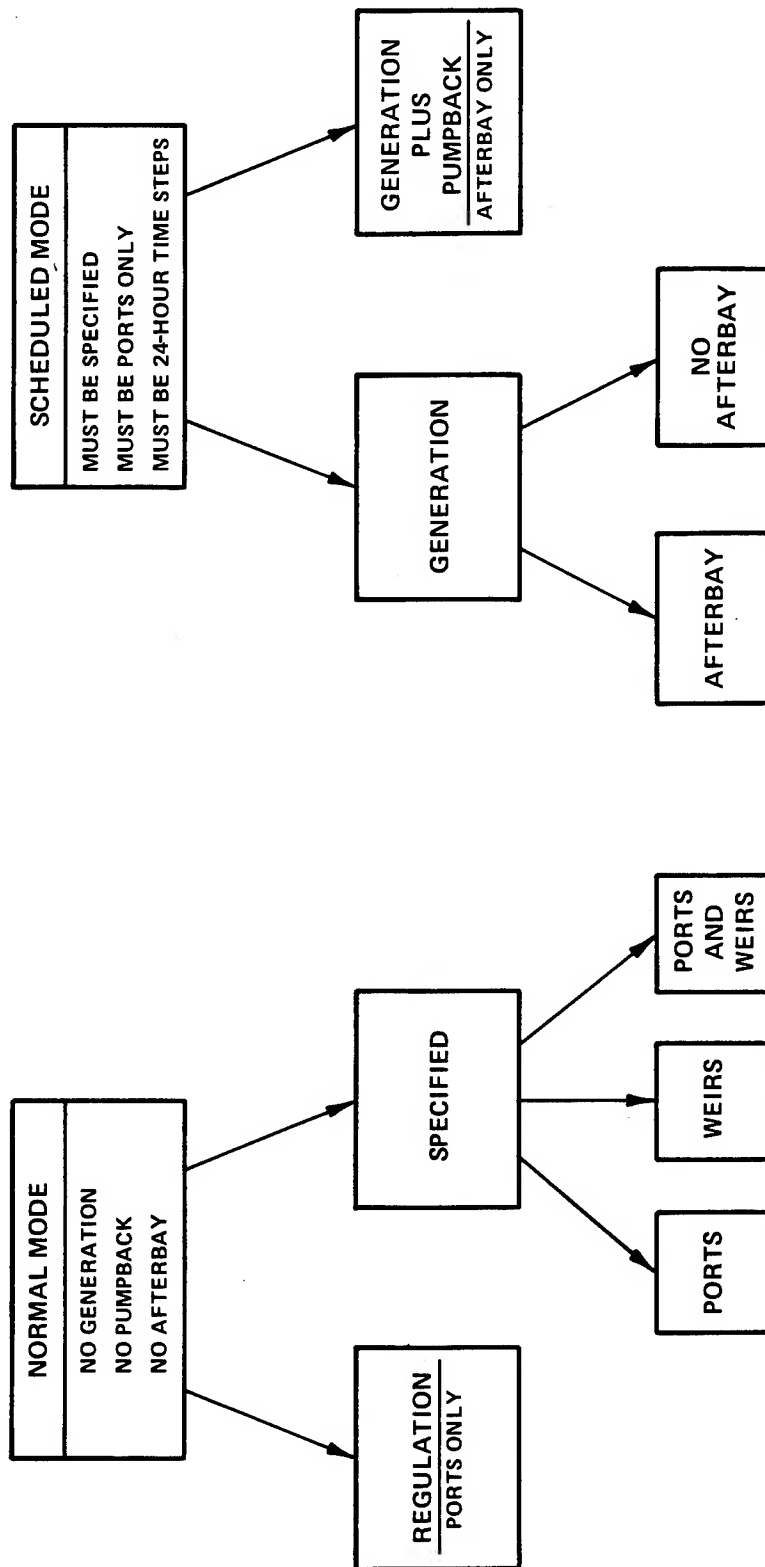 NORMAL MODE
NO GENERATION
NO PUMPBACK
NO AFTERBAY
REGULATION
PORTS ONLY
SPECIFIED
PORTS
WEIRS
PORTS
AND
WEIRS
SCHEDULED MODE
MUST BE SPECIFIED
MUST BE PORTS ONLY
MUST BE 24-HOUR TIME STEPS
GENERATION
GENERATION
PLUS
PUMPBACK
AFTERBAY ONLY
AFTERBAY
NO
AFTERBAY